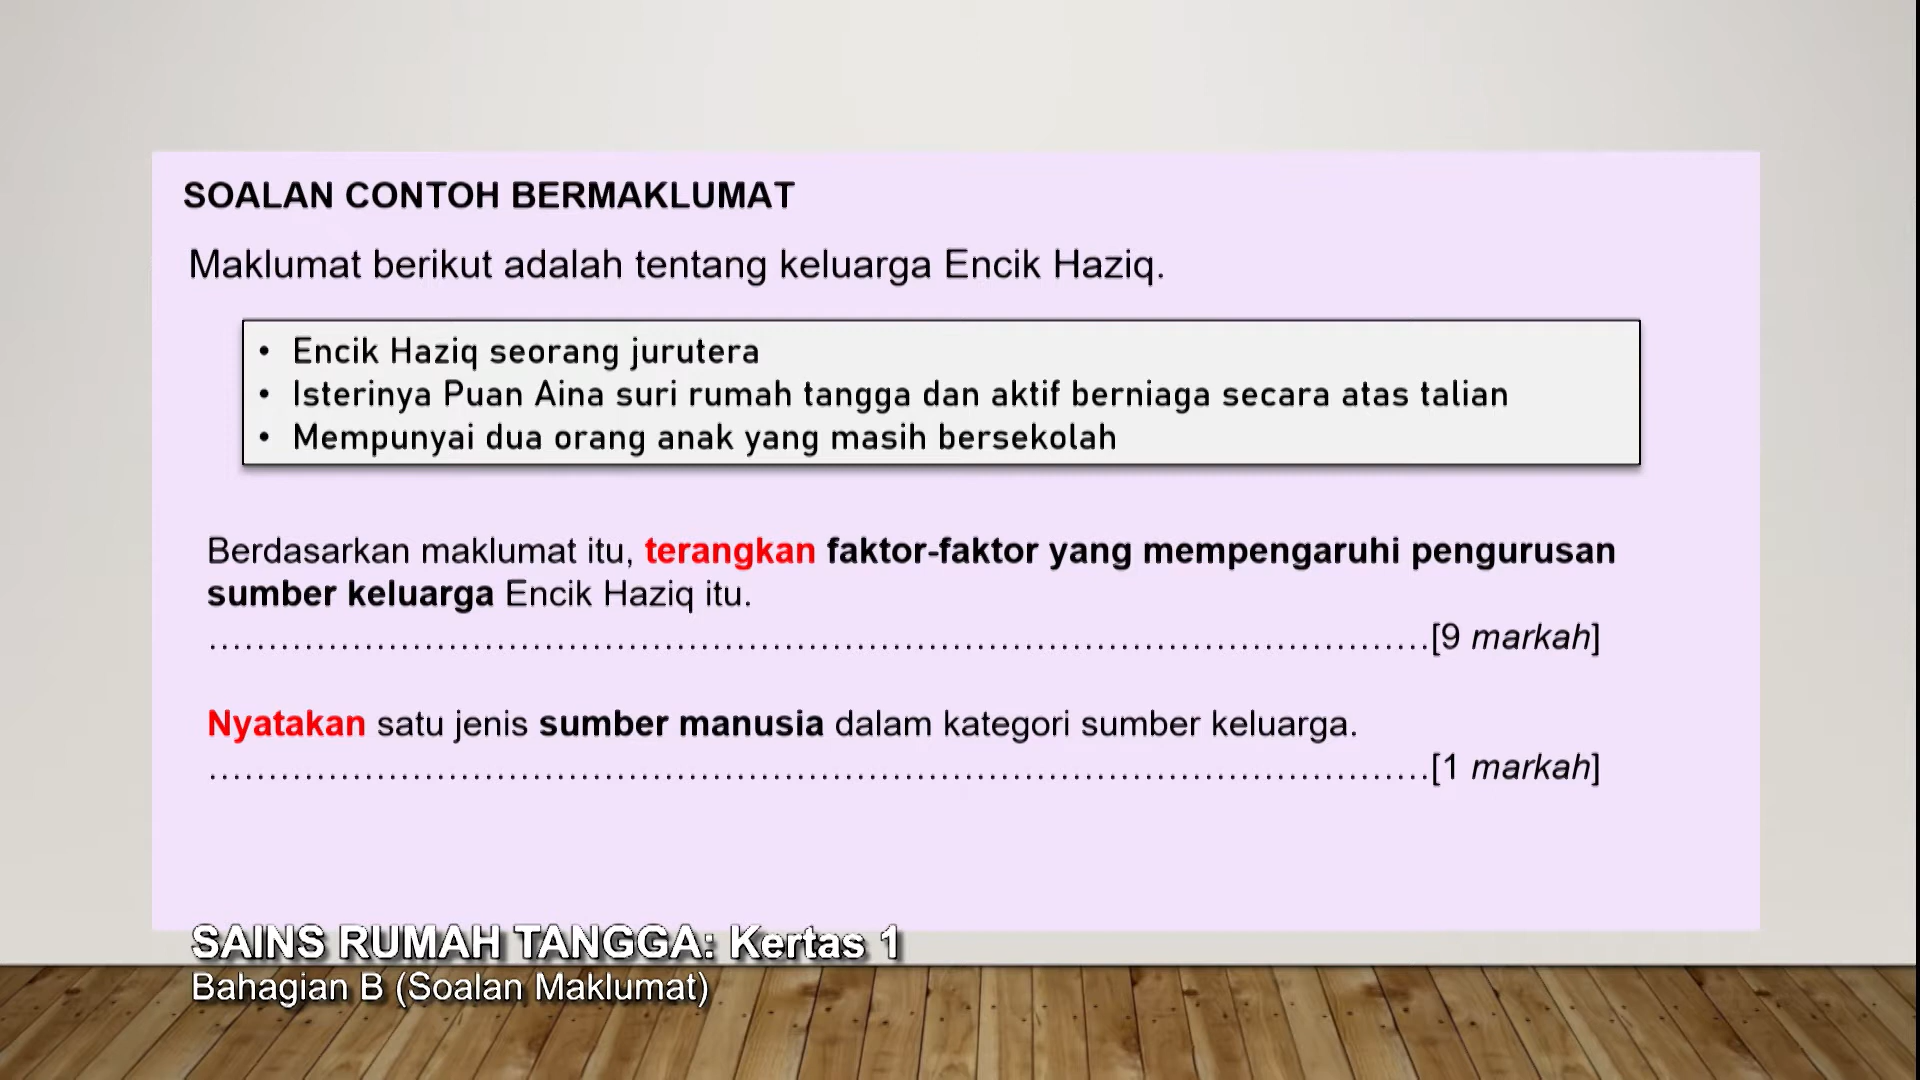 SOALAN CONTOH BERMAKLUMAT
Maklumat berikut adalah tentang keluarga Encik Haziq.
• Encik Haziq seorang jurutera
• Isterinya Puan Aina suri rumah tangga dan aktif berniaga secara atas talian
• Mempunyai dua orang anak yang masih bersekolah
Berdasarkan maklumat itu, terangkan faktor-faktor yang mempengaruhi pengurusan
sumber keluarga Encik Haziq itu.
……………………………………………………………………………………………[9 markah]
Nyatakan satu jenis sumber manusia dalam kategori sumber keluarga.
……………………………………………………………………………………………[1 markah]
SAINS RUMAH TANGGA: Kertas 1
Bahagian B (Soalan Maklumat)